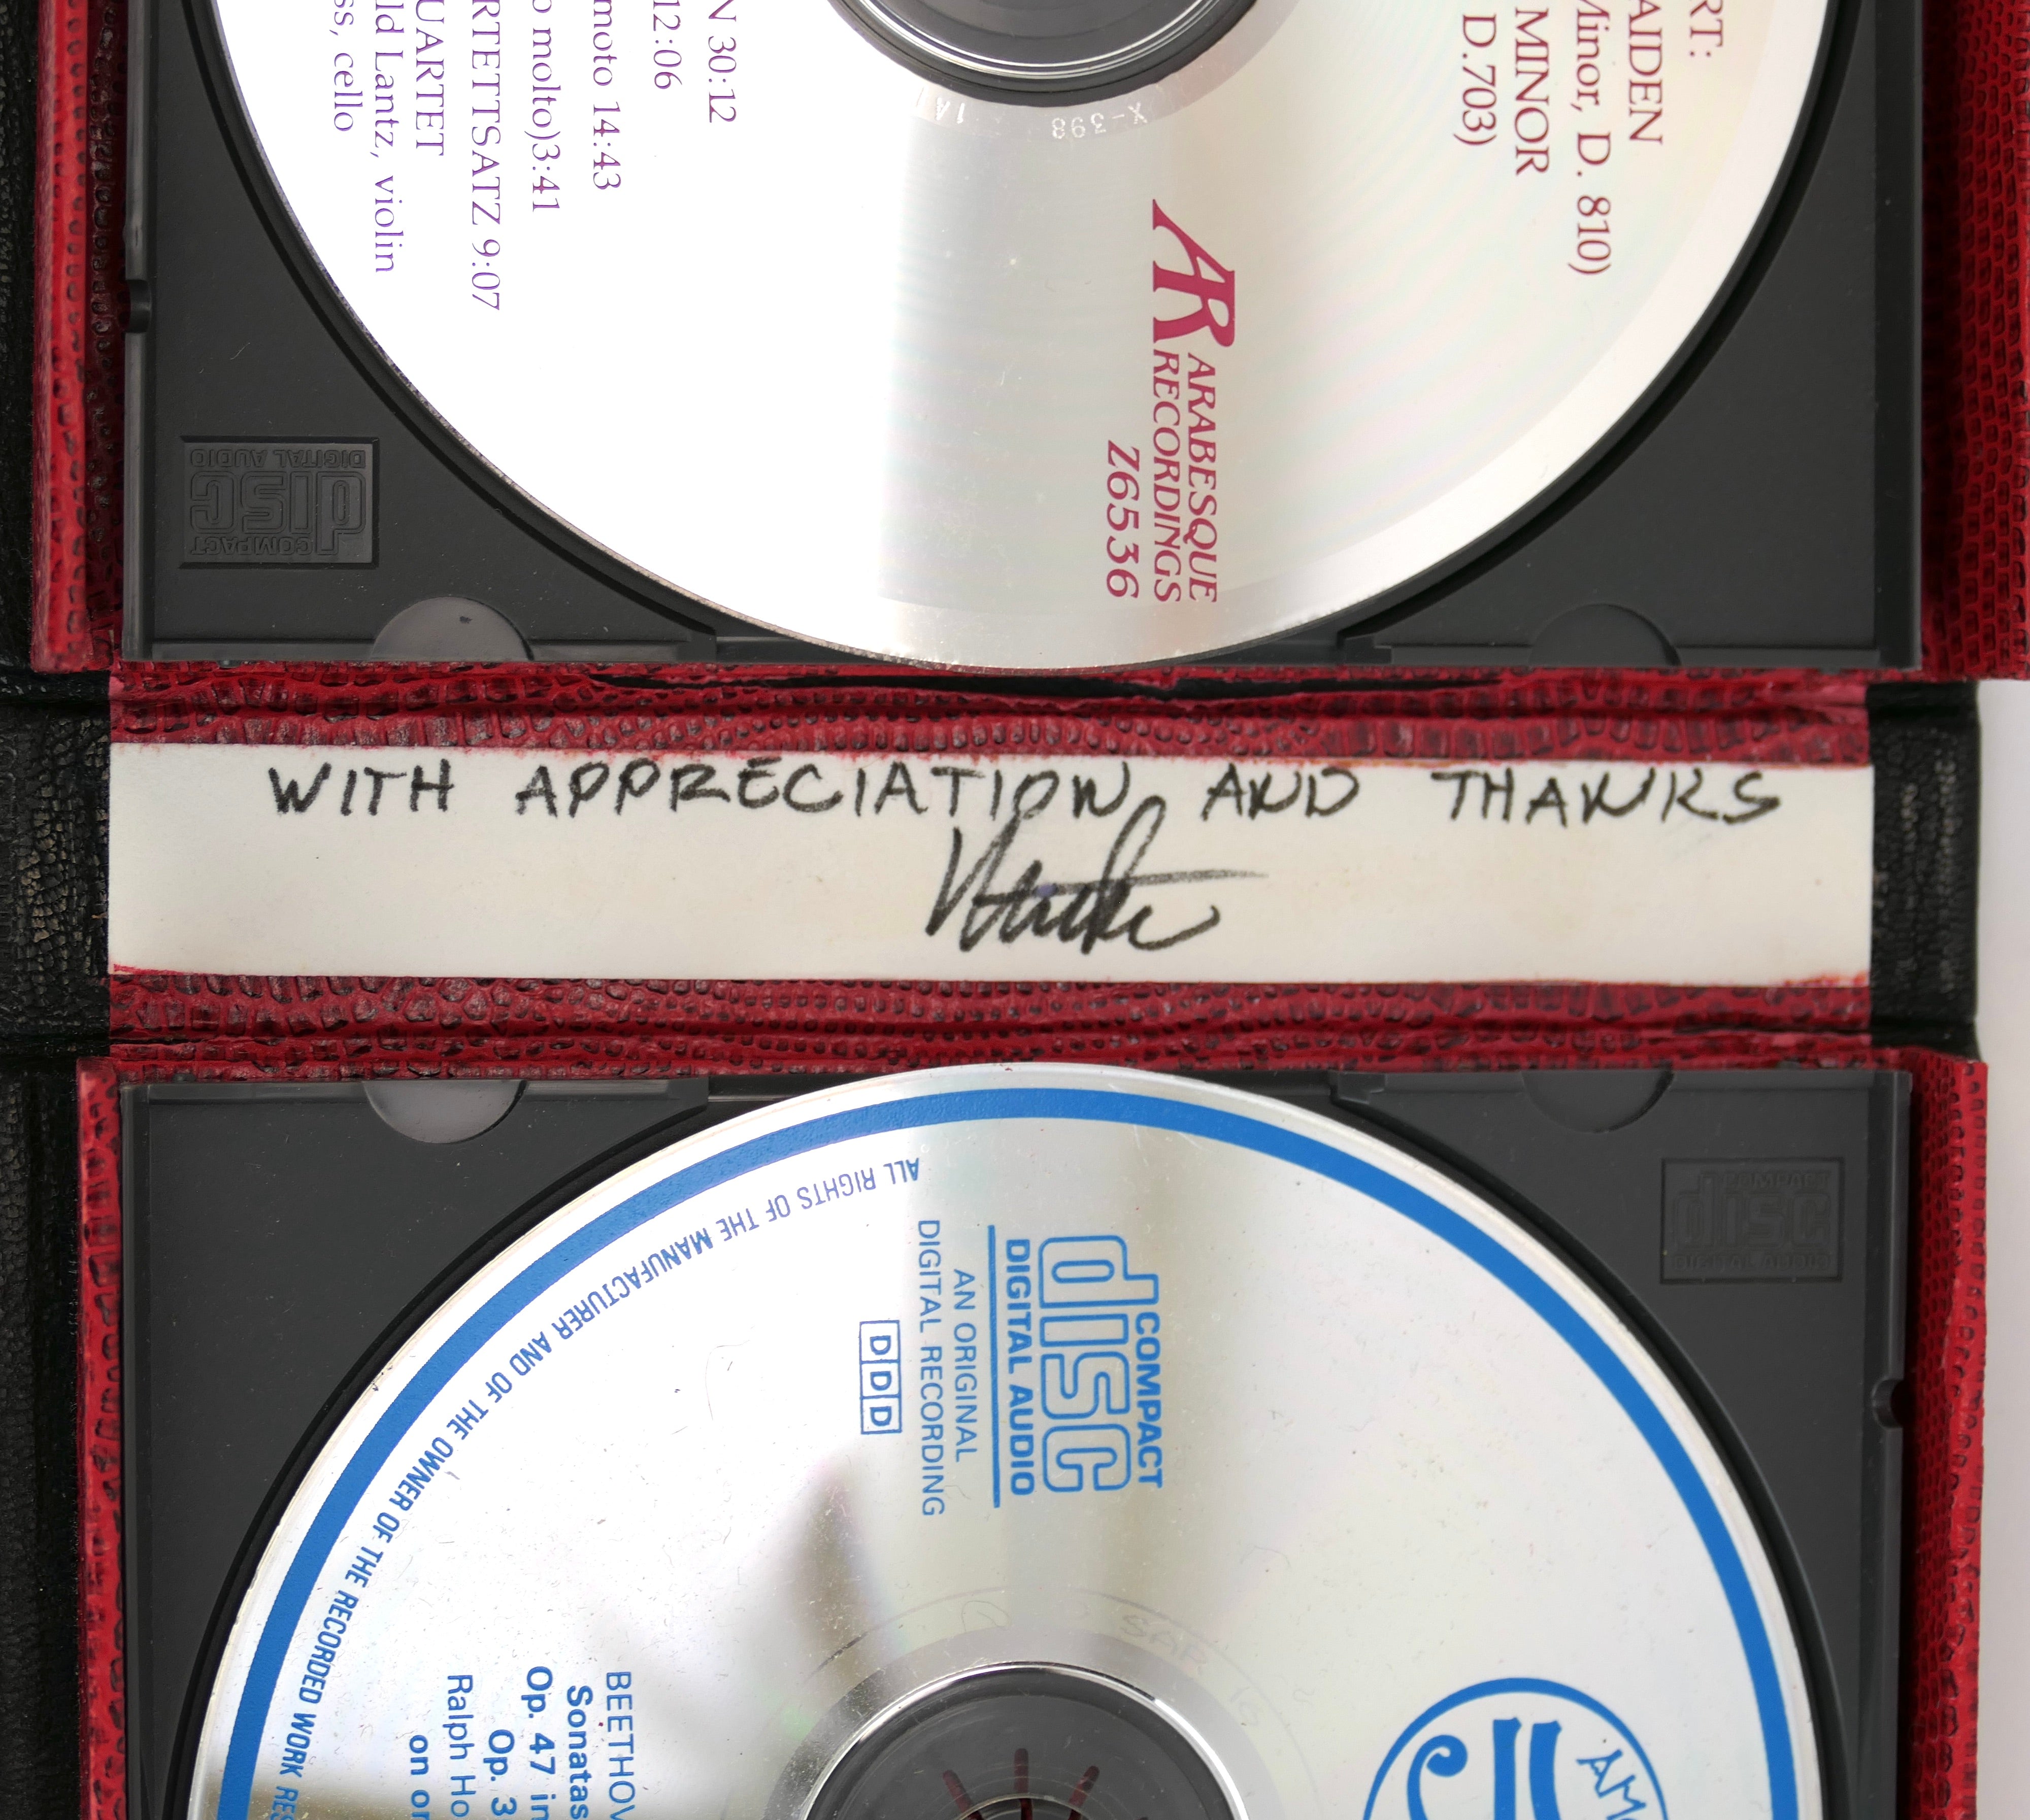 RT:
AIDEN
Minor, D. 810)
MINOR
D.703)
ARABESQUE
RECORDINGS
Z6536
X-398
1A
N 30:12
12:06
moto 14:43
o molto)3:41
RTETTSATZ 9:07
UARTET
ld Lantz, violin
ss, cello
COMPACT
disc
DIGITAL AUDIO
WITH APPRECIATION AND THANKS
COMPACT
disc
DIGITAL AUDIO
COMPACT
disc
DIGITAL AUDIO
AN ORIGINAL
DIGITAL RECORDING
DDD
ALL RIGHTS OF THE MANUFACTURER AND OF THE OWNER OF THE RECORDED WORK RES
BEETHOV
Sonatas
Op. 47 in
Op. 3
Ralph Ho
on or